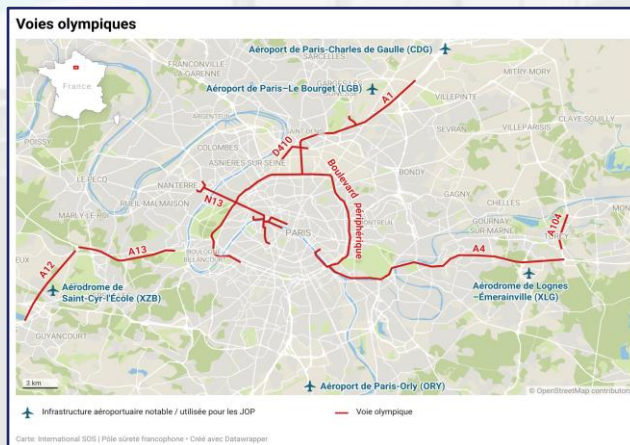 Voies olympiques
Aéroport de Paris-Charles de Gaulle (CDG)
SARCELLES
FRANCONVILLE
-LA-GARENNE
MITRY-MORY
France
Aéroport de Paris–Le Bourget (LGB)
A1
VILLEPINTE
ARGENTEUIL
CLAYE-SOUILLY
POISSY
SAINT-DENIS
SEVRAN
VILLEPARISIS
COLOMBES
D410
ASNIÈRES-SUR-SEINE
BONDY
LE PECQ
NANTERRE
Boulevard périphérique
GAGNY
CHELLES
RUEIL-MALMAISON
N13
MARLY-LE-ROI
PARIS
MONTREUIL
GOURNAY-
SUR-MARNE
A104
A13
BOULOGNE-
BILLANCOURT
A4
A12
Aérodrome de
Saint-Cyr-l'École (XZB)
Aérodrome de Lognes
–Émerainville (XLG)
GUYANCOURT
3 km
Aéroport de Paris-Orly (ORY)
© OpenStreetMap contributors
Infrastructure aéroportuaire notable / utilisée pour les JOP
Voie olympique
Carte: International SOS | Pôle sûreté francophone • Créé avec Datawrapper